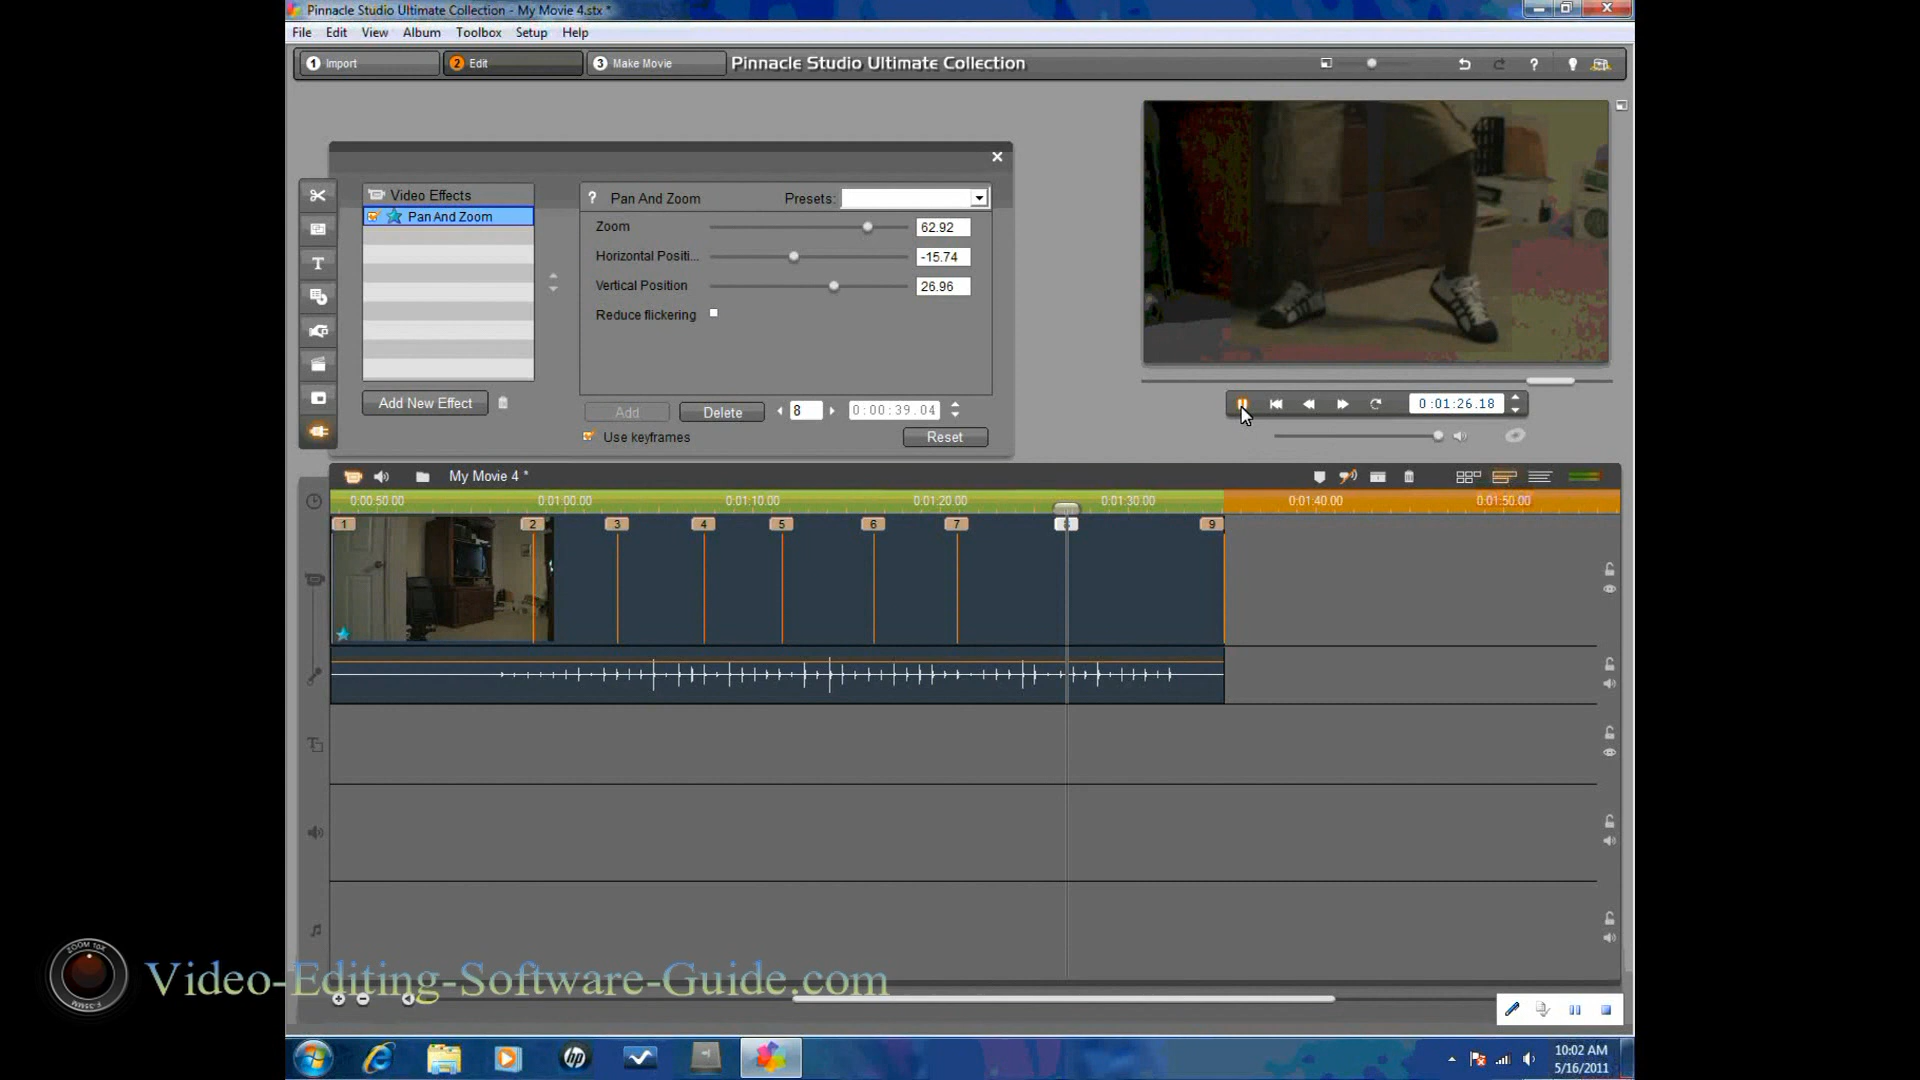 Pinnacle Studio Ultimate Collection - My Movie 4.stx *
File Edit View Album Toolbox Setup Help
1 Import 2 Edit 3 Make Movie Pinnacle Studio Ultimate Collection ?
Video Effects
Pan And Zoom
? Pan And Zoom Presets:
Zoom 62.92
Horizontal Positi... -15.74
Vertical Position 26.96
Reduce flickering
Add New Effect
Add Delete 8 0:00:39.04
Use keyframes Reset
0:01:26.18
My Movie 4 *
0:00:50.00 0:01:00.00 0:01:10.00 0:01:20.00 0:01:30.00 0:01:40.00 0:01:50.00
1 2 3 4 5 6 7 8 9
ZOOM 10X
F.35MM
Video-Editing-Software-Guide.com
hp
10:02 AM
5/16/2011